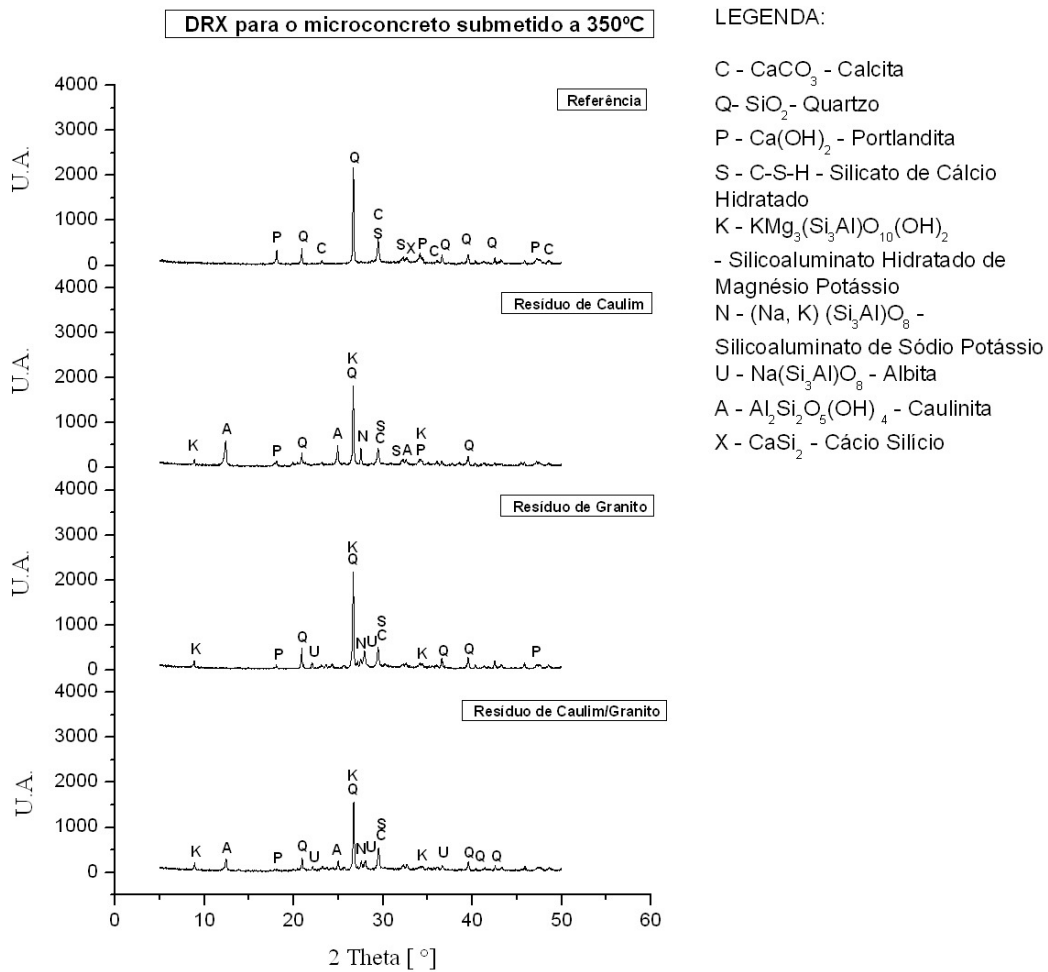 DRX para o microconcreto submetido a 350ºC
LEGENDA:
C - CaCO₃ - Calcita
Q- SiO₂- Quartzo
P - Ca(OH)₂ - Portlandita
S - C-S-H - Silicato de Cálcio
Hidratado
K - KMg₃(Si₃Al)O₁₀(OH)₂
- Silicoaluminato Hidratado de
Magnésio Potássio
N - (Na, K) (Si₃Al)O₈ -
Silicoaluminato de Sódio Potássio
U - Na(Si₃Al)O₈ - Albita
A - Al₂Si₂O₅(OH)₄ - Caulinita
X - CaSi₂ - Cácio Silício
Referência
U.A.
4000
3000
2000
1000
0
P Q C Q C S S X P C Q Q Q P C
Resíduo de Caulim
U.A.
4000
3000
2000
1000
0
K A P Q A K Q N S C S A K P Q
Resíduo de Granito
U.A.
4000
3000
2000
1000
0
K P Q U K Q N U S C K Q Q P
Resíduo de Caulim/Granito
U.A.
4000
3000
2000
1000
0
K A P Q U A K Q N U S C K U Q Q Q
0 10 20 30 40 50 60
2 Theta [ °]